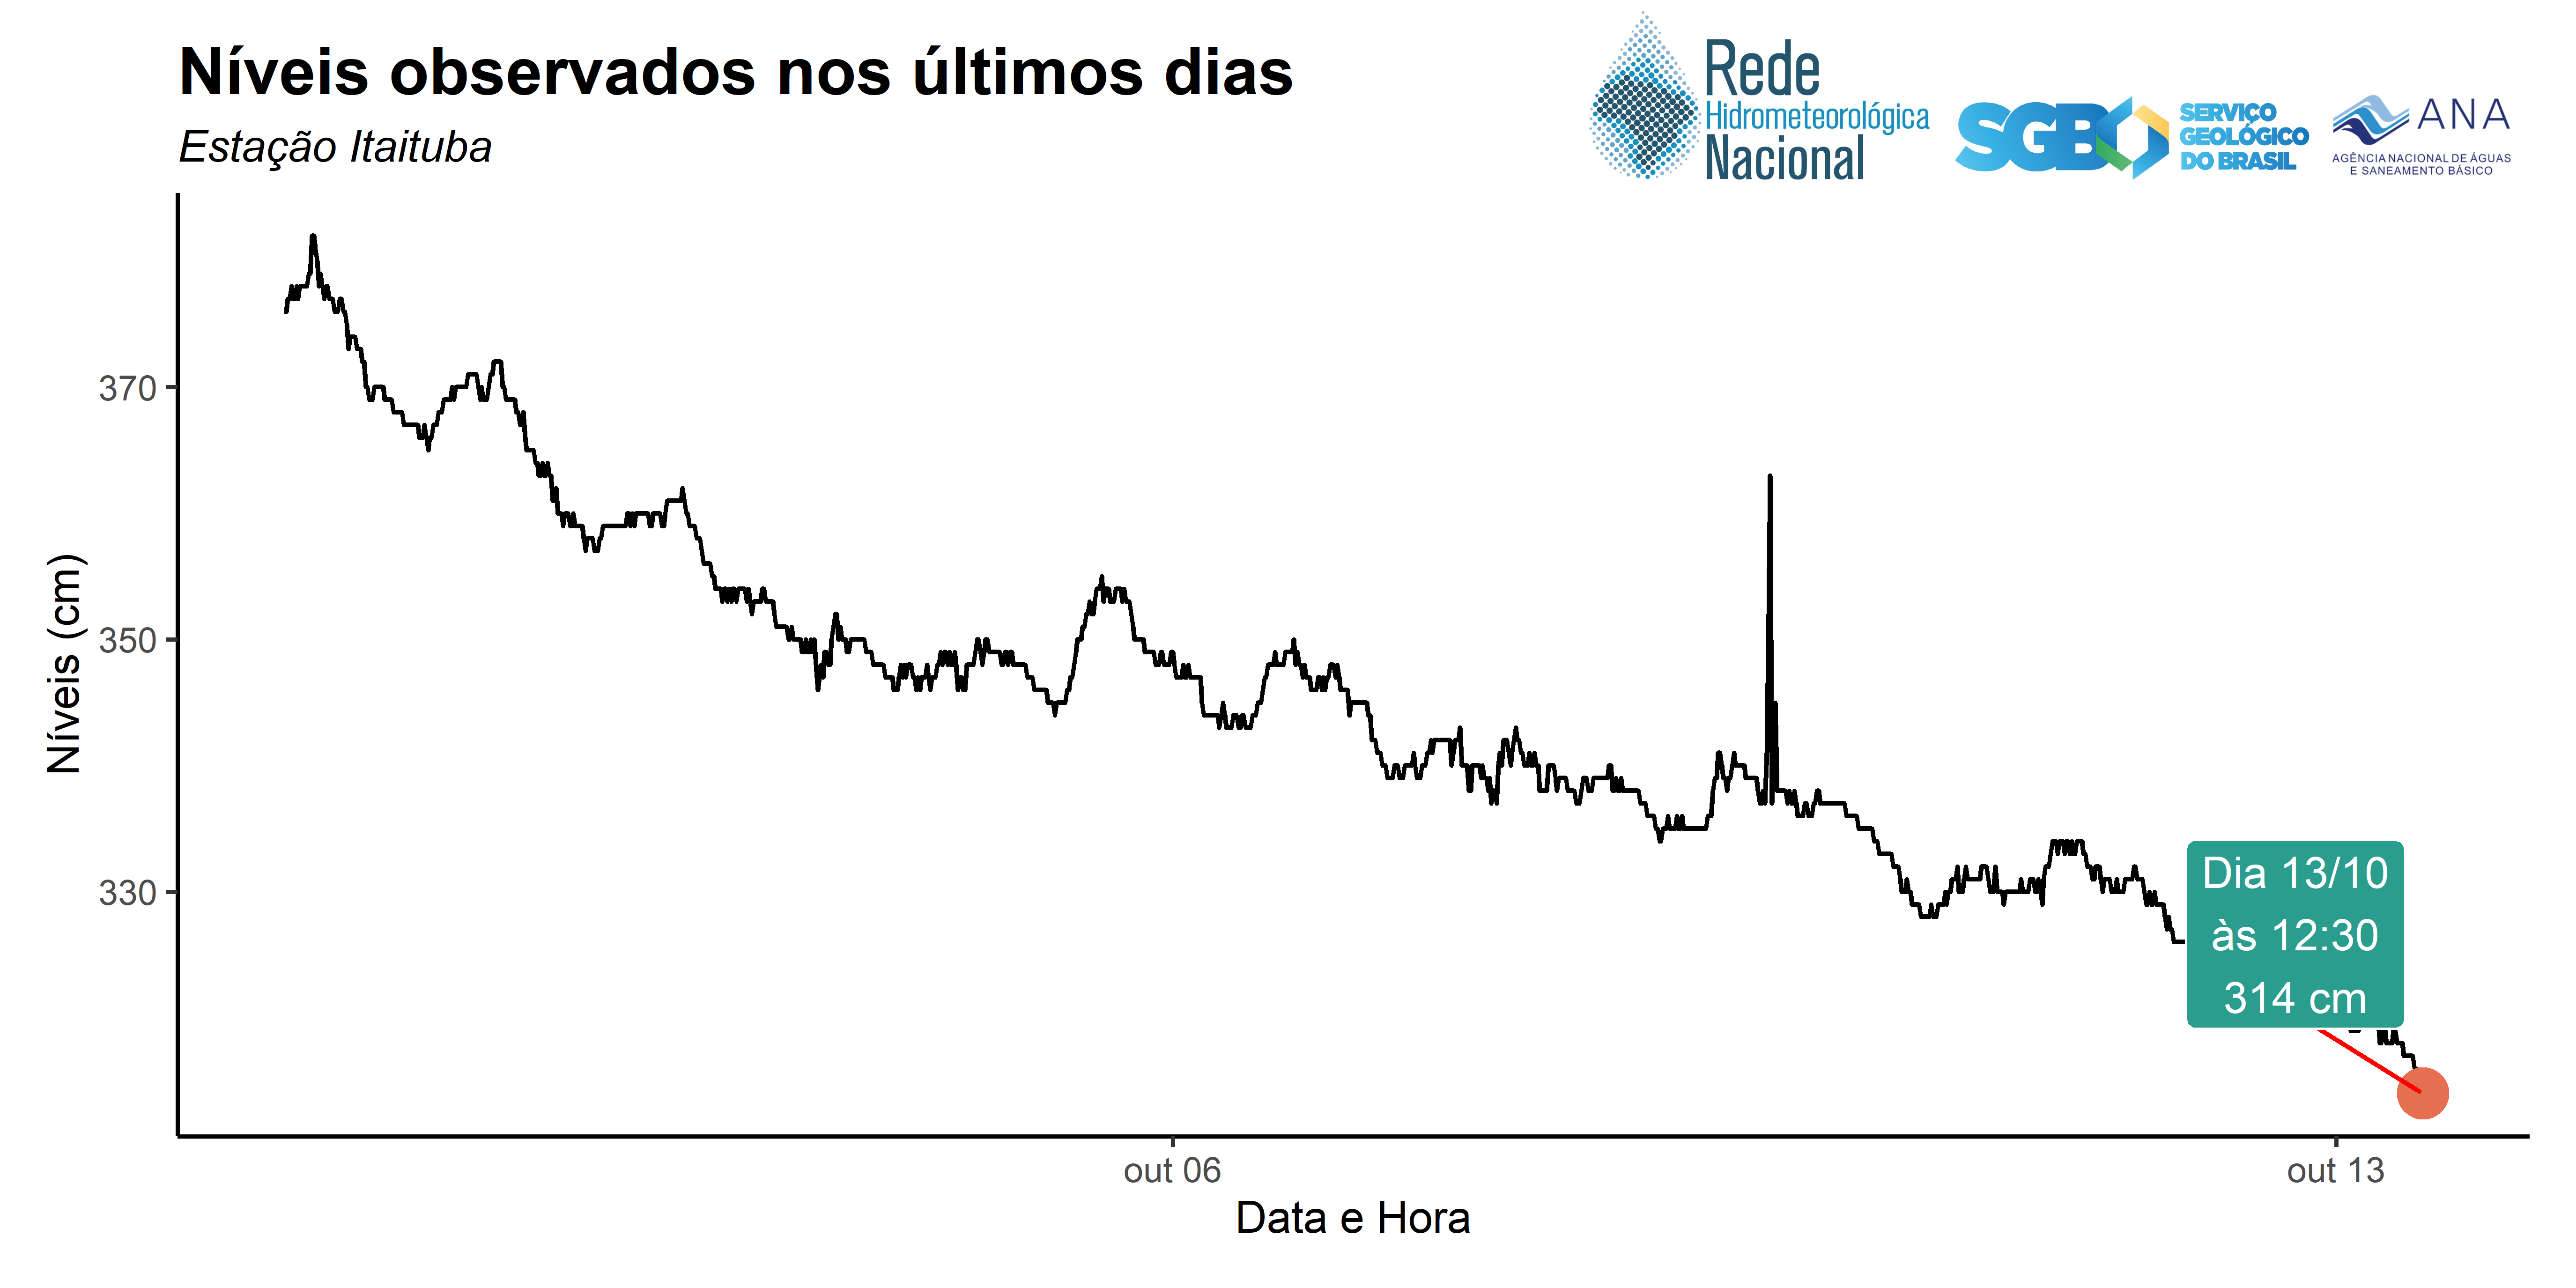 Níveis observados nos últimos dias
Estação Itaituba
Rede
Hidrometeorológica
Nacional
SGB
SERVIÇO
GEOLÓGICO
DO BRASIL
ANA
AGÊNCIA NACIONAL DE ÁGUAS
E SANEAMENTO BÁSICO
Níveis (cm)
370
350
330
Dia 13/10
às 12:30
314 cm
out 06
out 13
Data e Hora